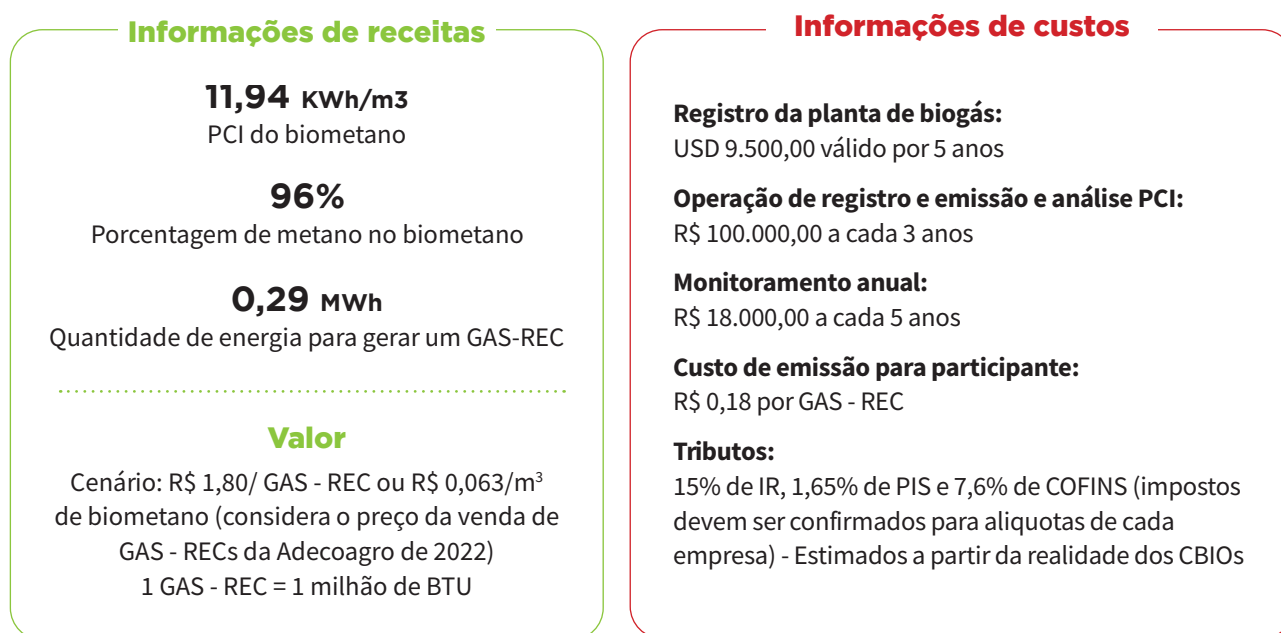 Informações de receitas
11,94 KWh/m3
PCI do biometano
96%
Porcentagem de metano no biometano
0,29 MWh
Quantidade de energia para gerar um GAS-REC
Valor
Cenário: R$ 1,80/ GAS - REC ou R$ 0,063/m³
de biometano (considera o preço da venda de
GAS - RECs da Adecoagro de 2022)
1 GAS - REC = 1 milhão de BTU
Informações de custos
Registro da planta de biogás:
USD 9.500,00 válido por 5 anos
Operação de registro e emissão e análise PCI:
R$ 100.000,00 a cada 3 anos
Monitoramento anual:
R$ 18.000,00 a cada 5 anos
Custo de emissão para participante:
R$ 0,18 por GAS - REC
Tributos:
15% de IR, 1,65% de PIS e 7,6% de COFINS (impostos
devem ser confirmados para aliquotas de cada
empresa) - Estimados a partir da realidade dos CBIOs